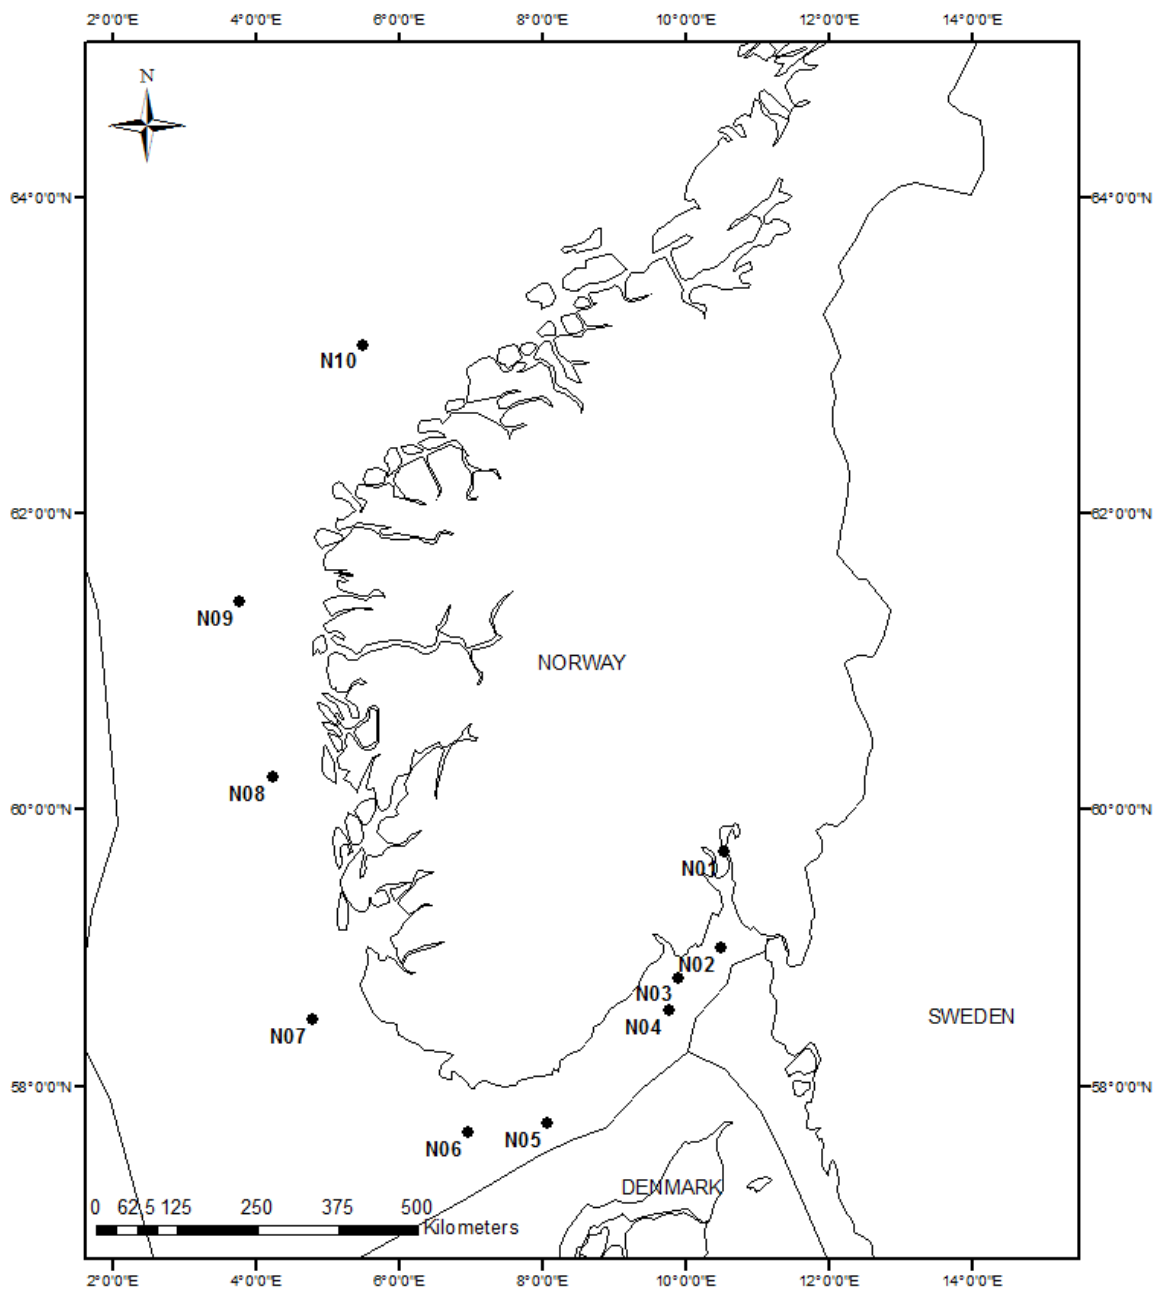 2°0'0"E 4°0'0"E 6°0'0"E 8°0'0"E 10°0'0"E 12°0'0"E 14°0'0"E
N
64°0'0"N 64°0'0"N
N10
62°0'0"N 62°0'0"N
N09
NORWAY
N08
60°0'0"N 60°0'0"N
N01
N02
N03
N04
SWEDEN
N07
58°0'0"N 58°0'0"N
N05
N06
DENMARK
0 62.5 125 250 375 500
Kilometers
2°0'0"E 4°0'0"E 6°0'0"E 8°0'0"E 10°0'0"E 12°0'0"E 14°0'0"E